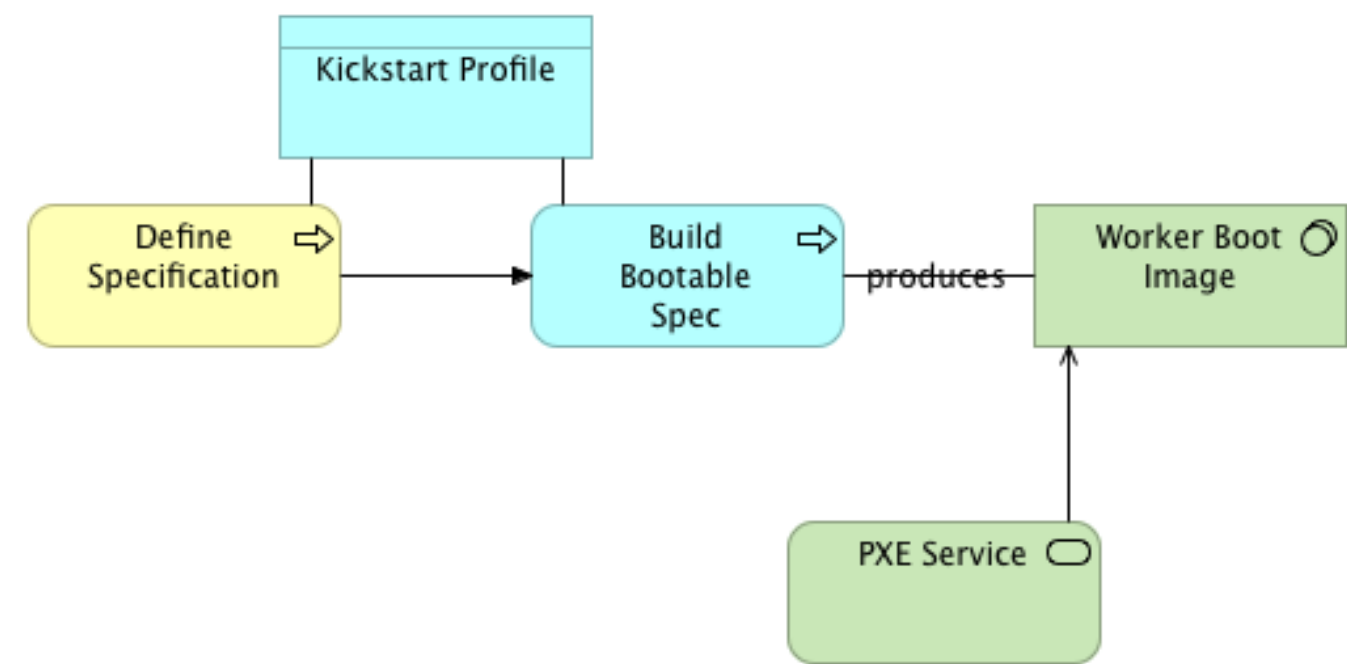 Kickstart Profile
Define
Specification
Build
Bootable
Spec
produces
Worker Boot
Image
PXE Service